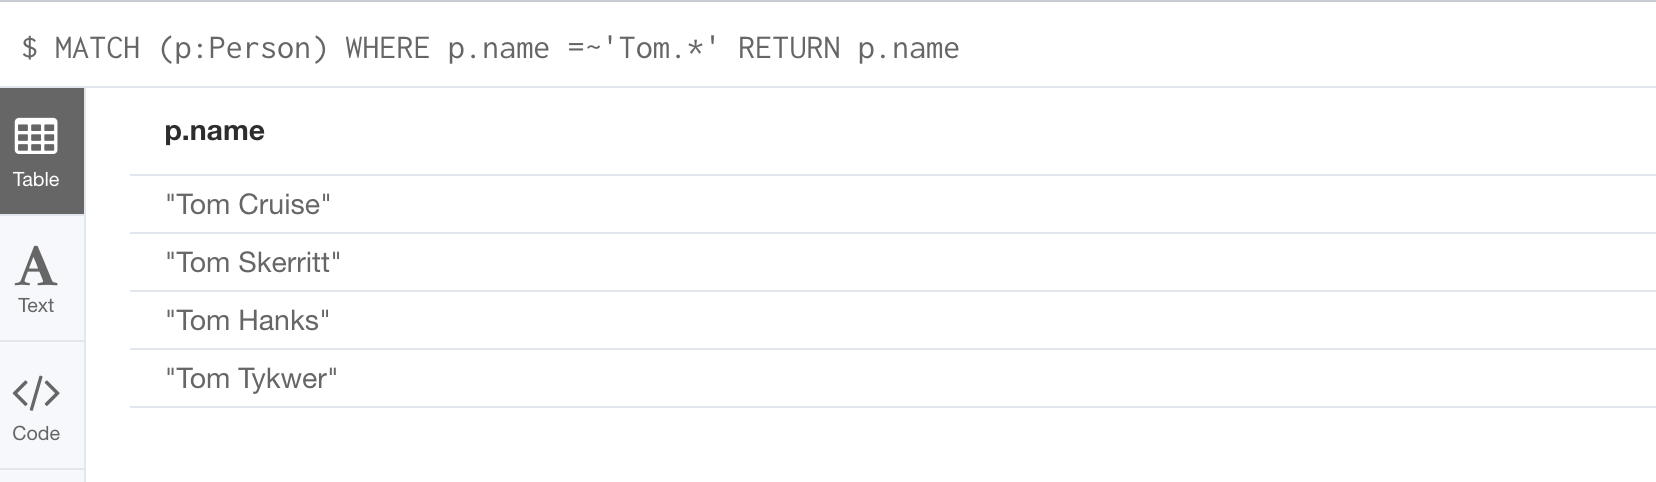 $ MATCH (p:Person) WHERE p.name =~'Tom.*' RETURN p.name
p.name
Table
"Tom Cruise"
"Tom Skerritt"
A
Text
"Tom Hanks"
"Tom Tykwer"
</>
Code